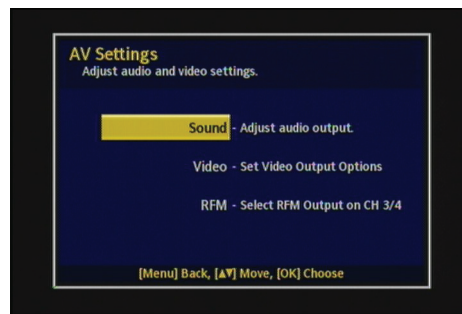 AV Settings
Adjust audio and video settings.
Sound - Adjust audio output.
Video - Set Video Output Options
RFM - Select RFM Output on CH 3/4
[Menu] Back, [▲▼] Move, [OK] Choose